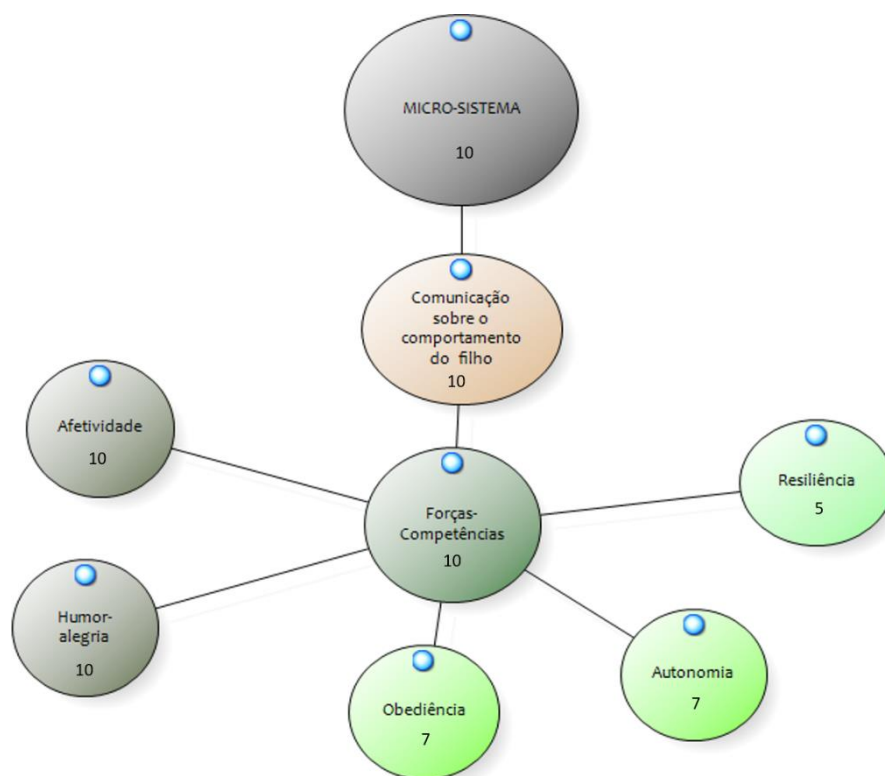 MICRO-SISTEMA
10
Comunicação
sobre o
comportamento
do filho
10
Afetividade
10
Forças-
Competências
10
Resiliência
5
Humor-
alegria
10
Obediência
7
Autonomia
7